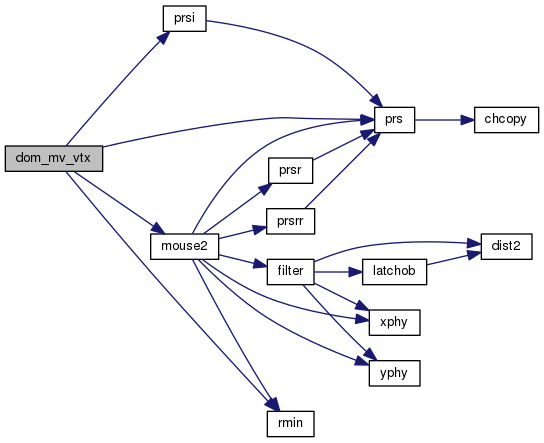 prsi
prs
chcopy
dom_mv_vtx
prsr
prsrr
mouse2
dist2
filter
latchob
xphy
yphy
rmin